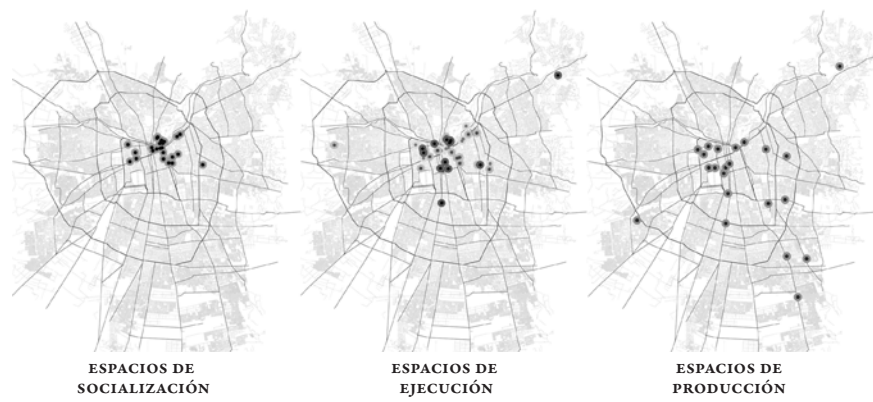 ESPACIOS DE
SOCIALIZACIÓN
ESPACIOS DE
EJECUCIÓN
ESPACIOS DE
PRODUCCIÓN